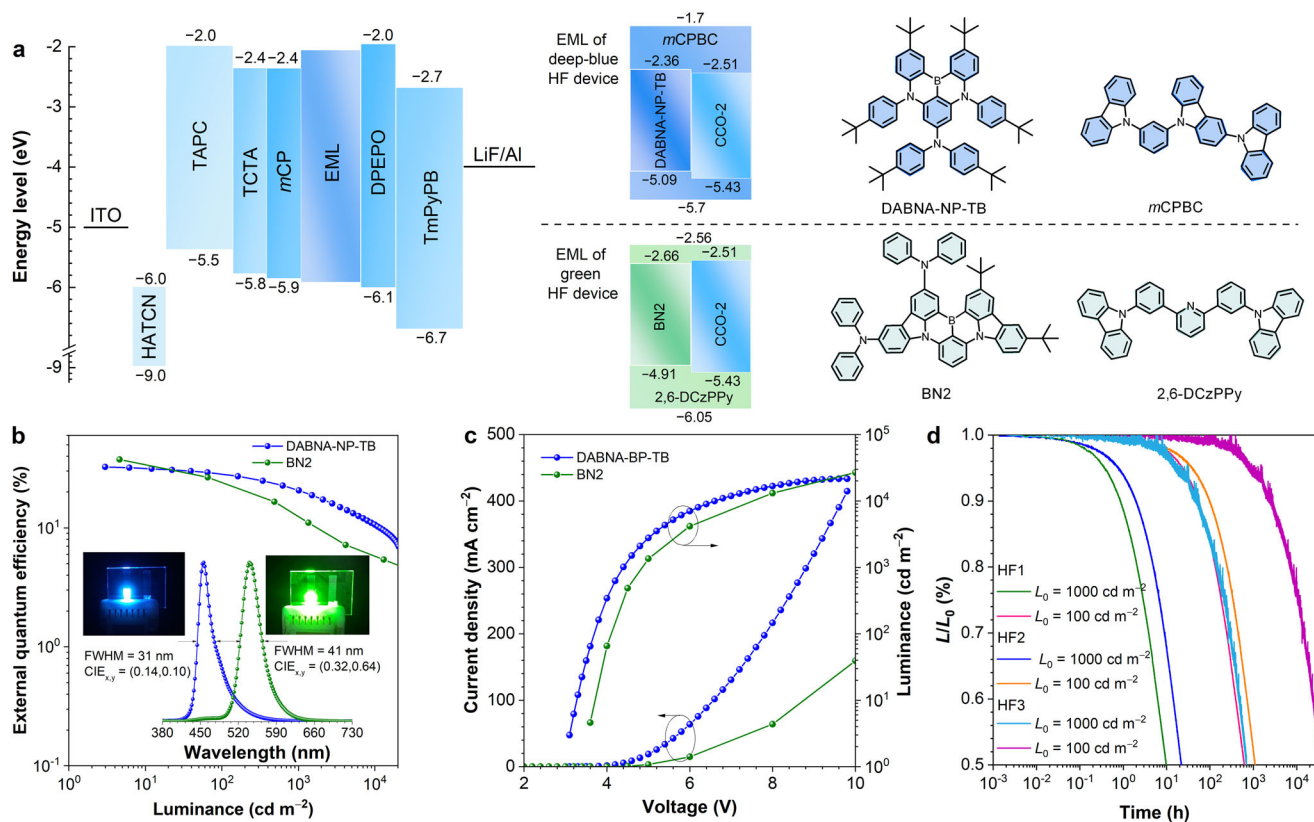 a
Energy level (eV)
−2
−3
−4
−5
−6
−9
ITO
−6.0
HATCN
−9.0
−2.0
TAPC
−5.5
−2.4
TCTA
−5.8
−2.4
mCP
−5.9
EML
−2.0
DPEPO
−6.1
−2.7
TmPyPB
−6.7
LiF/Al
EML of
deep-blue
HF device
−1.7
mCPBC
−2.36
−2.51
DABNA-NP-TB
CCO-2
−5.09
−5.43
−5.7
B
N
N
N
DABNA-NP-TB
N
N
N
mCPBC
EML of
green
HF device
−2.56
−2.66
−2.51
BN2
CCO-2
−4.91
−5.43
2,6-DCzPPy
−6.05
N
B
N
N
N
BN2
N
N
N
2,6-DCzPPy
b
External quantum efficiency (%)
10²
10¹
10⁰
10⁻¹
DABNA-NP-TB
BN2
FWHM = 31 nm
CIEx,y = (0.14,0.10)
FWHM = 41 nm
CIEx,y = (0.32,0.64)
380 450 520 590 660 730
Wavelength (nm)
10⁰ 10¹ 10² 10³ 10⁴
Luminance (cd m⁻²)
c
Current density (mA cm⁻²)
500
400
300
200
100
0
DABNA-BP-TB
BN2
10⁵
10⁴
10³
10²
10¹
10⁰
Luminance (cd m⁻²)
2 4 6 8 10
Voltage (V)
d
L/L₀ (%)
1.0
0.9
0.8
0.7
0.6
0.5
HF1
L₀ = 1000 cd m⁻²
L₀ = 100 cd m⁻²
HF2
L₀ = 1000 cd m⁻²
L₀ = 100 cd m⁻²
HF3
L₀ = 1000 cd m⁻²
L₀ = 100 cd m⁻²
10⁻³ 10⁻² 10⁻¹ 10⁰ 10¹ 10² 10³ 10⁴
Time (h)